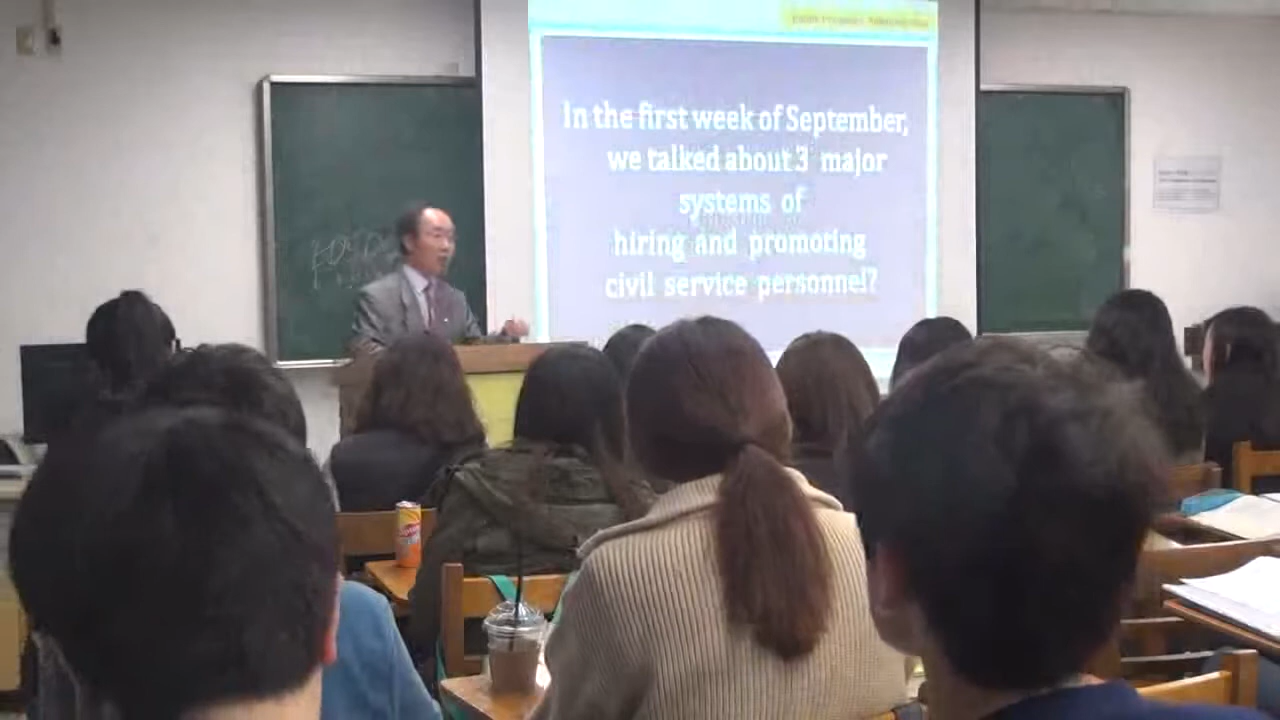 In the first week of September,
we talked about 3 major
systems of
hiring and promoting
civil service personnel?